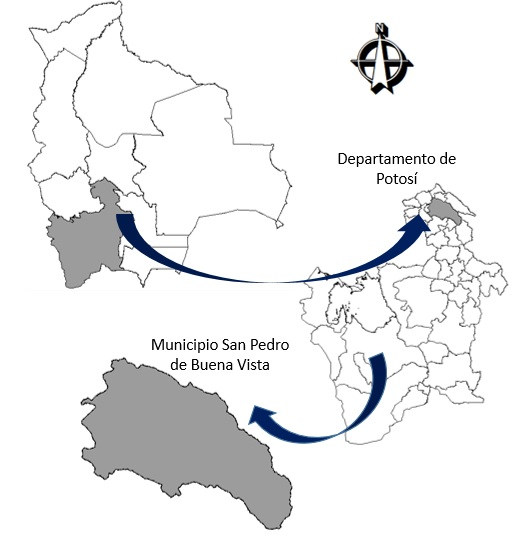 N
Departamento de
Potosí
Municipio San Pedro
de Buena Vista